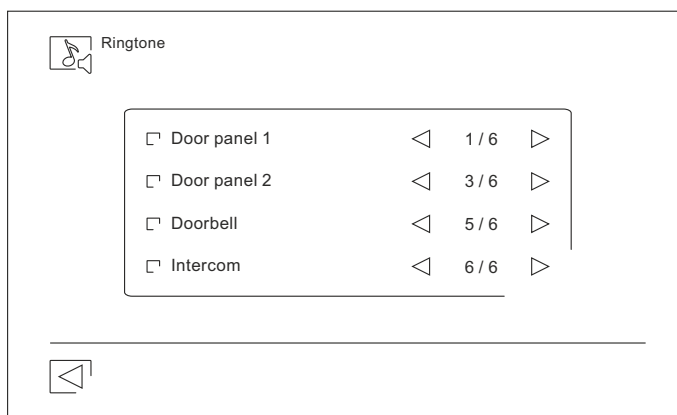 Ringtone
Door panel 1 1 / 6
Door panel 2 3 / 6
Doorbell 5 / 6
Intercom 6 / 6